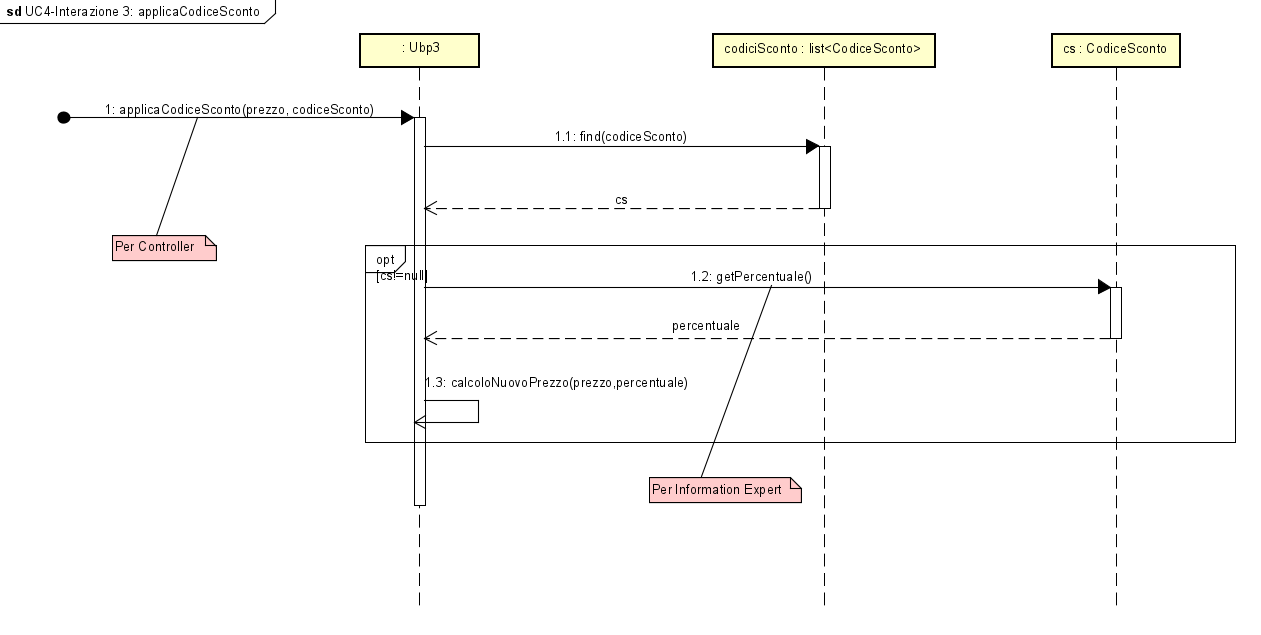 sd UC4-Interazione 3: applicaCodiceSconto
: Ubp3
codiciSconto : list<CodiceSconto>
cs : CodiceSconto
1: applicaCodiceSconto(prezzo, codiceSconto)
1.1: find(codiceSconto)
cs
Per Controller
opt
[cs!=null]
1.2: getPercentuale()
percentuale
1.3: calcoloNuovoPrezzo(prezzo,percentuale)
Per Information Expert